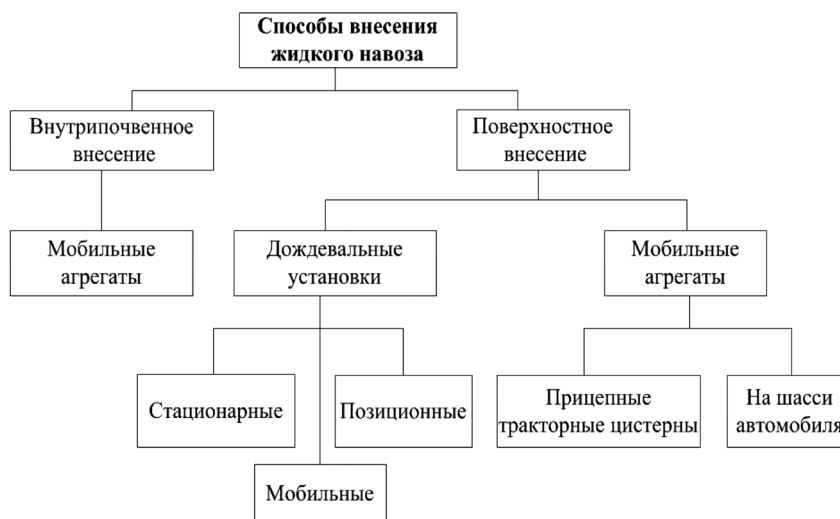 Способы внесения
жидкого навоза
Внутрипочвенное
внесение
Поверхностное
внесение
Мобильные
агрегаты
Дождевальные
установки
Мобильные
агрегаты
Стационарные
Позиционные
Прицепные
тракторные цистерны
На шасси
автомобиля
Мобильные